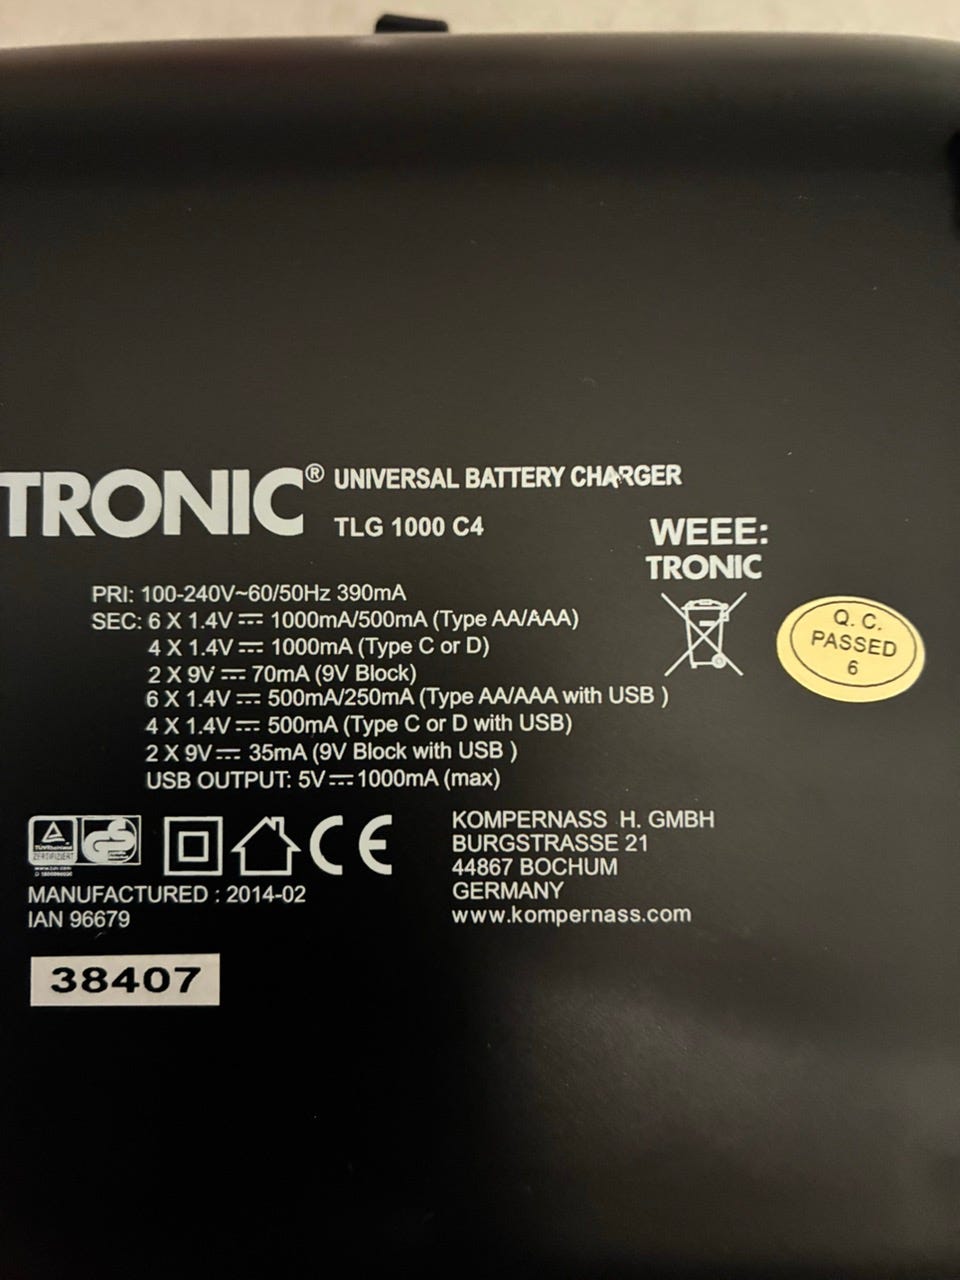 TRONIC® UNIVERSAL BATTERY CHARGER
TLG 1000 C4
WEEE:
TRONIC
Q. C.
PASSED
6
PRI: 100-240V~60/50Hz 390mA
SEC: 6 X 1.4V⎓ 1000mA/500mA (Type AA/AAA)
4 X 1.4V⎓ 1000mA (Type C or D)
2 X 9V⎓ 70mA (9V Block)
6 X 1.4V⎓ 500mA/250mA (Type AA/AAA with USB )
4 X 1.4V⎓ 500mA (Type C or D with USB)
2 X 9V⎓ 35mA (9V Block with USB )
USB OUTPUT: 5V⎓1000mA (max)
TÜVRheinland
ZERTIFIZIERT
CE
MANUFACTURED : 2014-02
IAN 96679
KOMPERNASS H. GMBH
BURGSTRASSE 21
44867 BOCHUM
GERMANY
www.kompernass.com
38407